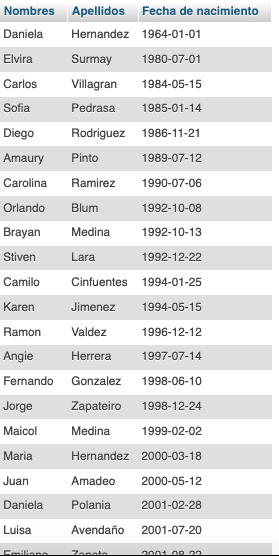 Nombres Apellidos Fecha de nacimiento
Daniela Hernandez 1964-01-01
Elvira Surmay 1980-07-01
Carlos Villagran 1984-05-15
Sofia Pedrasa 1985-01-14
Diego Rodriguez 1986-11-21
Amaury Pinto 1989-07-12
Carolina Ramirez 1990-07-06
Orlando Blum 1992-10-08
Brayan Medina 1992-10-13
Stiven Lara 1992-12-22
Camilo Cinfuentes 1994-01-25
Karen Jimenez 1994-05-15
Ramon Valdez 1996-12-12
Angie Herrera 1997-07-14
Fernando Gonzalez 1998-06-10
Jorge Zapateiro 1998-12-24
Maicol Medina 1999-02-02
Maria Hernandez 2000-03-18
Juan Amadeo 2000-05-12
Daniela Polania 2001-02-28
Luisa Avendaño 2001-07-20
Emiliano Zapata 2001-08-22